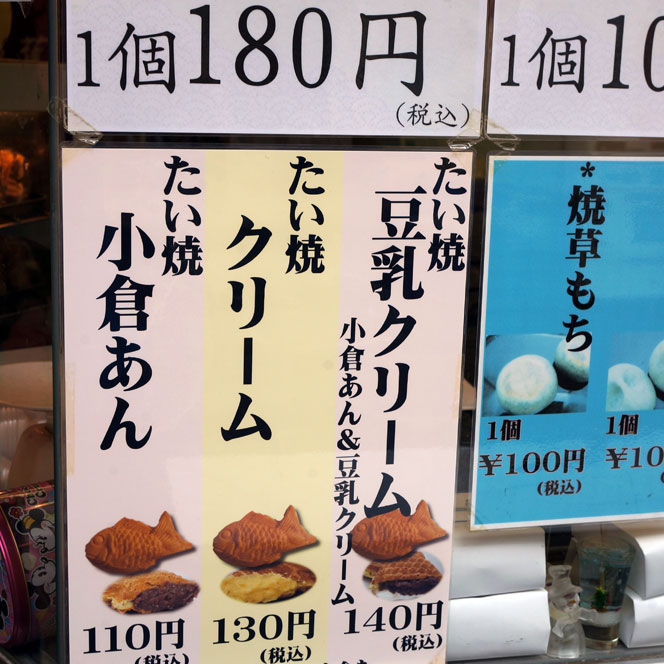 1個180円
(税込)
1個10
たい焼
豆乳クリーム
小倉あん&豆乳クリーム
140円
(税込)
たい焼
クリーム
130円
(税込)
たい焼
小倉あん
110円
(税込)
*焼草もち
1個
¥100円
(税込)
1個
¥10
(税